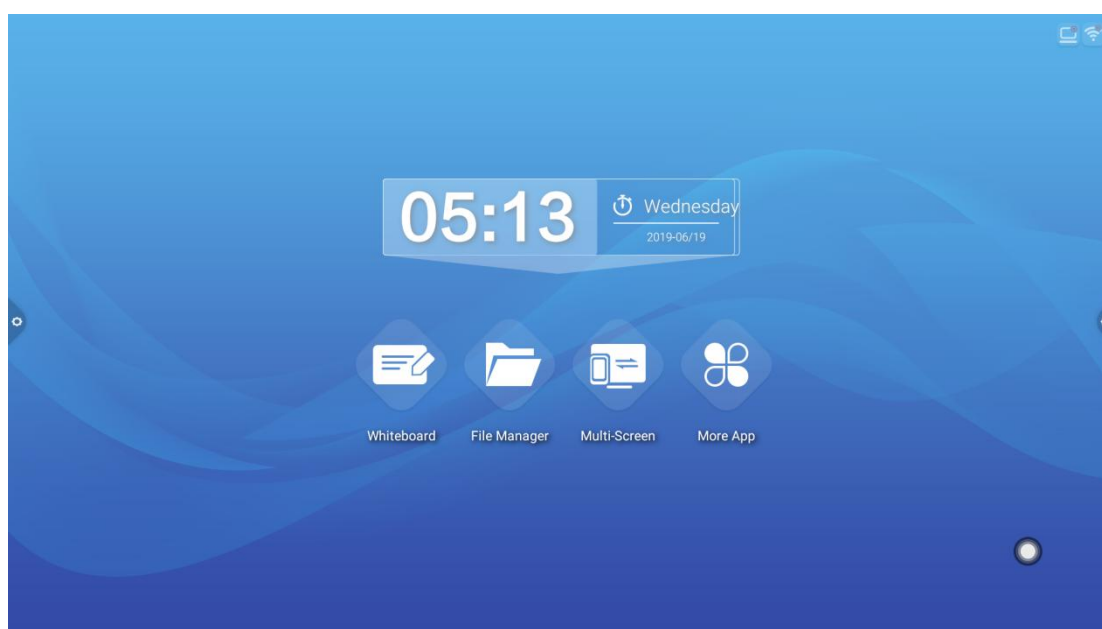 05:13
Wednesday
2019-06/19
Whiteboard
File Manager
Multi-Screen
More App